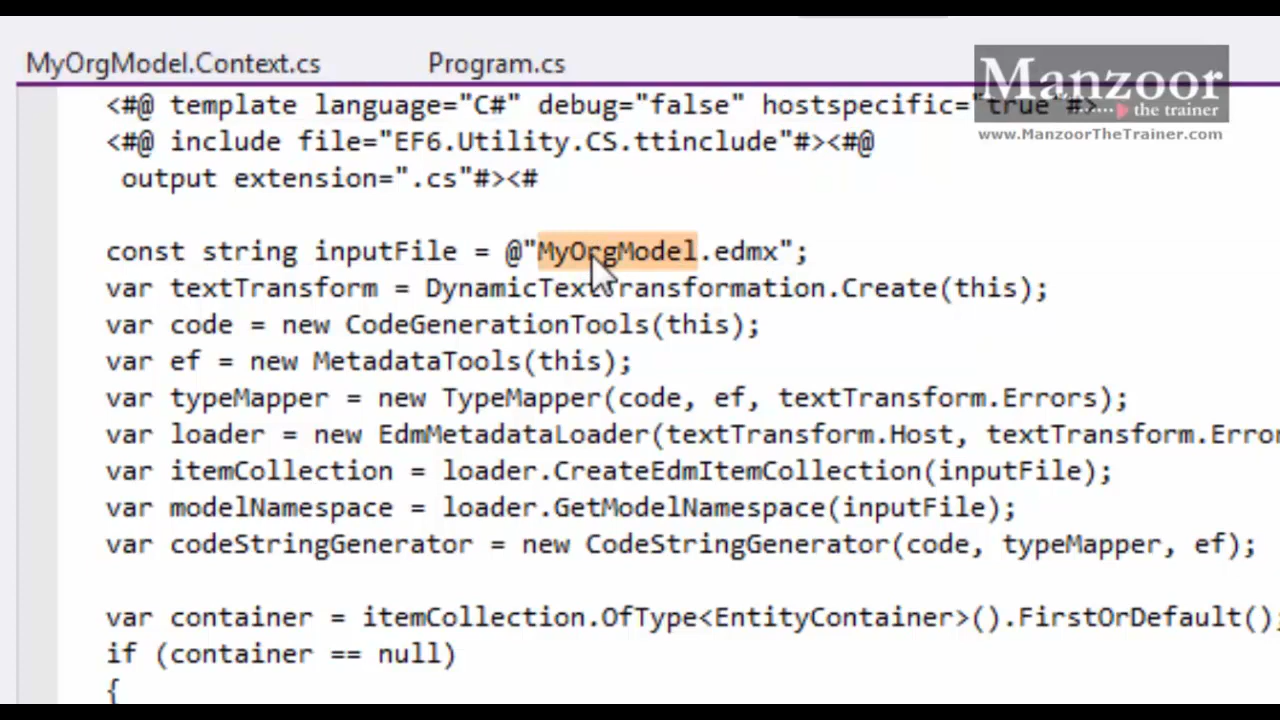 MyOrgModel.Context.cs Program.cs
Manzoor
the trainer
www.ManzoorTheTrainer.com
<#@ template language="C#" debug="false" hostspecific="true"#>
<#@ include file="EF6.Utility.CS.ttinclude"#><#@
output extension=".cs"#><#
const string inputFile = @"MyOrgModel.edmx";
var textTransform = DynamicTextTransformation.Create(this);
var code = new CodeGenerationTools(this);
var ef = new MetadataTools(this);
var typeMapper = new TypeMapper(code, ef, textTransform.Errors);
var loader = new EdmMetadataLoader(textTransform.Host, textTransform.Error
var itemCollection = loader.CreateEdmItemCollection(inputFile);
var modelNamespace = loader.GetModelNamespace(inputFile);
var codeStringGenerator = new CodeStringGenerator(code, typeMapper, ef);
var container = itemCollection.OfType<EntityContainer>().FirstOrDefault();
if (container == null)
{